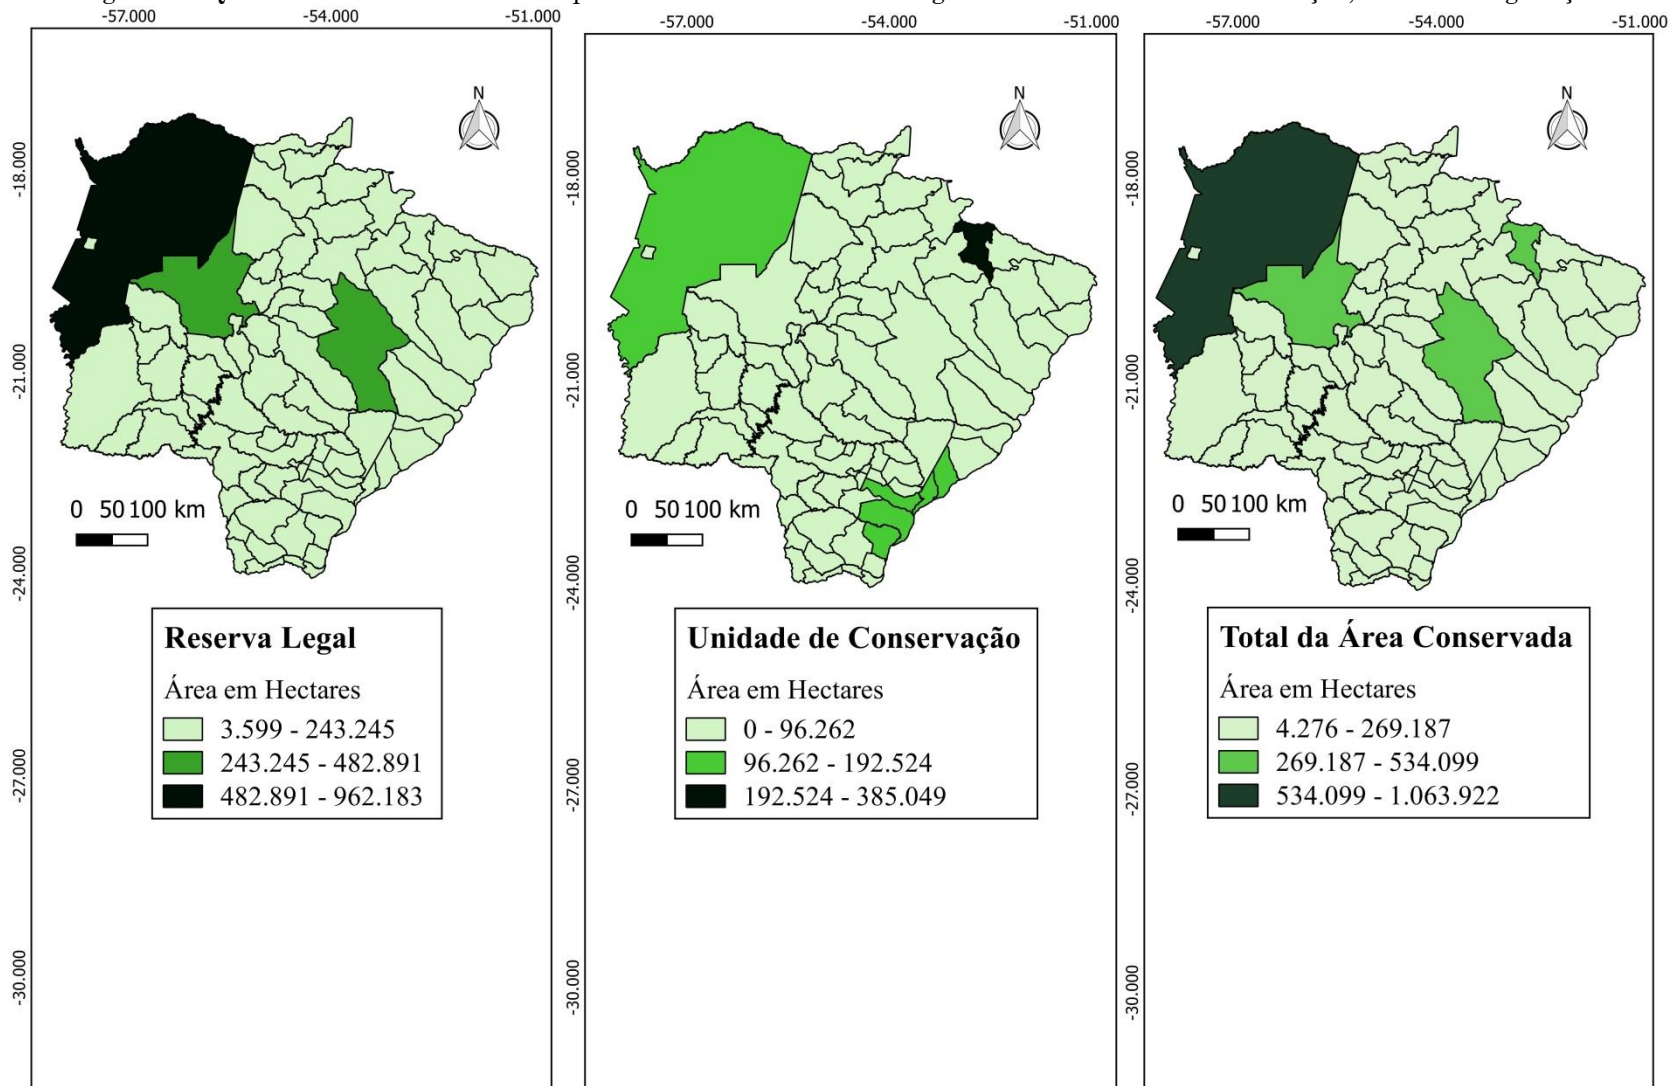 -57.000 -54.000 -51.000
-18.000
-21.000
-24.000
-27.000
-30.000
N
0 50 100 km
Reserva Legal
Área em Hectares
3.599 - 243.245
243.245 - 482.891
482.891 - 962.183
-57.000 -54.000 -51.000
-18.000
-21.000
-24.000
-27.000
-30.000
N
0 50 100 km
Unidade de Conservação
Área em Hectares
0 - 96.262
96.262 - 192.524
192.524 - 385.049
-57.000 -54.000 -51.000
-18.000
-21.000
-24.000
-27.000
-30.000
N
0 50 100 km
Total da Área Conservada
Área em Hectares
4.276 - 269.187
269.187 - 534.099
534.099 - 1.063.922